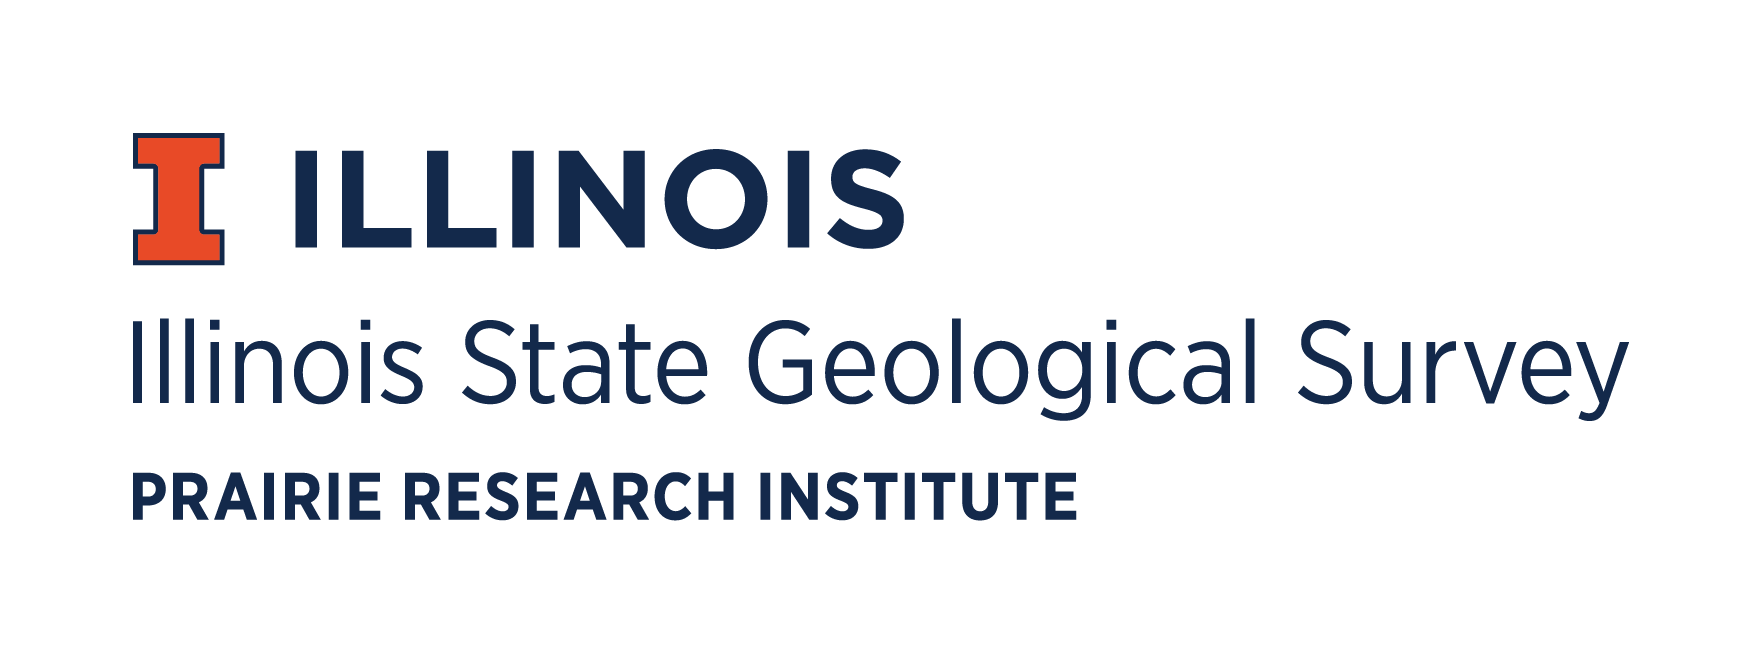 I ILLINOIS
Illinois State Geological Survey
PRAIRIE RESEARCH INSTITUTE